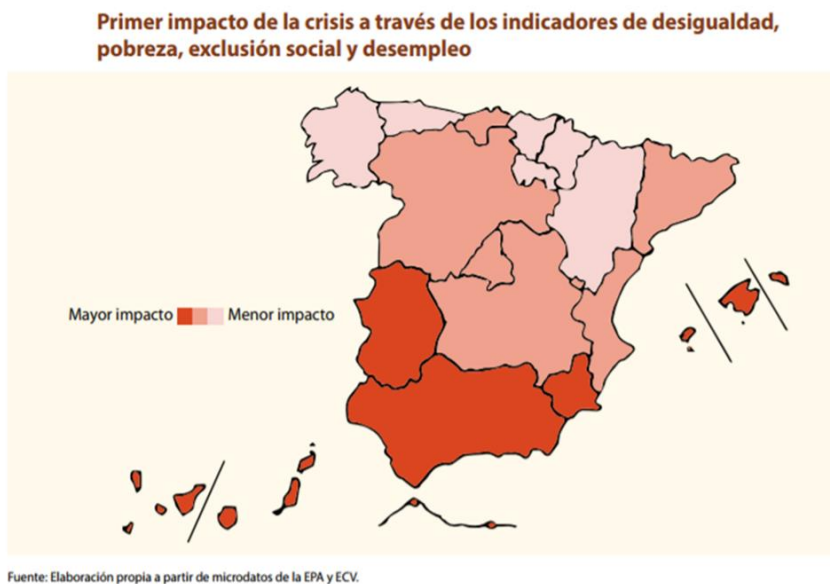 Primer impacto de la crisis a través de los indicadores de desigualdad,
pobreza, exclusión social y desempleo
Mayor impacto Menor impacto
Fuente: Elaboración propia a partir de microdatos de la EPA y ECV.